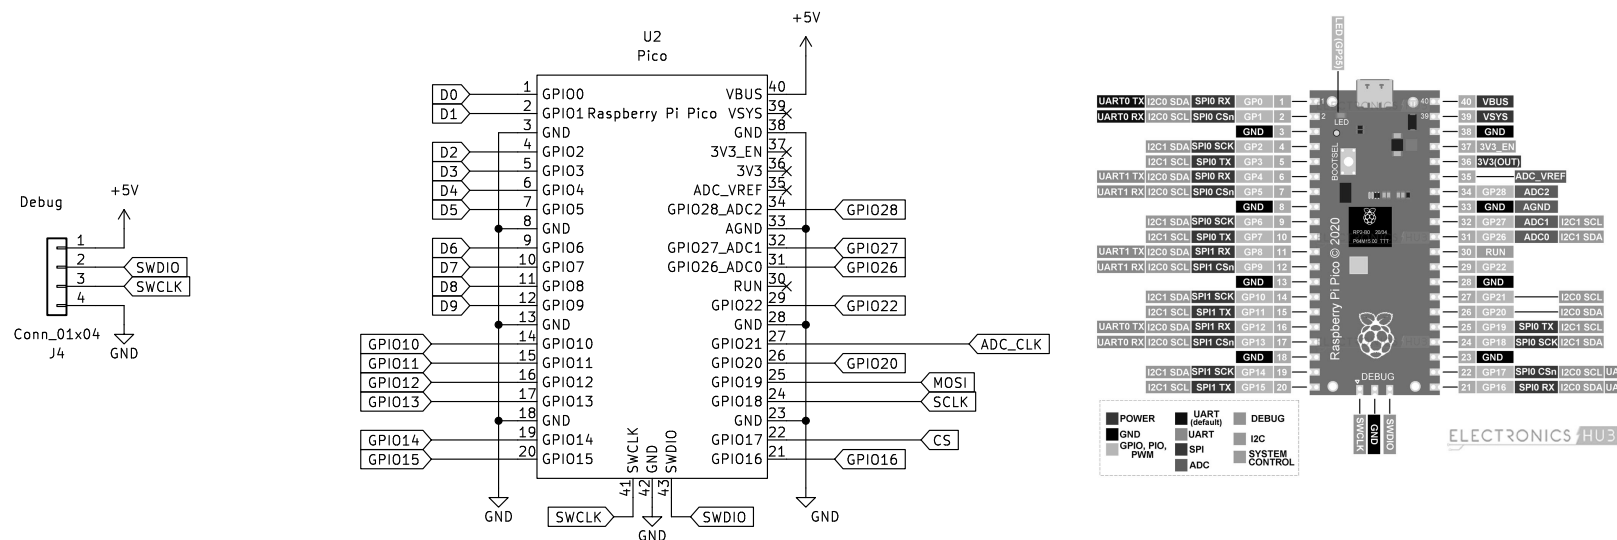 Debug
+5V
1
2
3
4
SWDIO
SWCLK
GND
Conn_01x04
J4
U2
Pico
Raspberry Pi Pico
+5V
D0 1 GPIO0
D1 2 GPIO1
3 GND
D2 4 GPIO2
D3 5 GPIO3
D4 6 GPIO4
D5 7 GPIO5
8 GND
D6 9 GPIO6
D7 10 GPIO7
D8 11 GPIO8
D9 12 GPIO9
13 GND
GPIO10 14 GPIO10
GPIO11 15 GPIO11
GPIO12 16 GPIO12
GPIO13 17 GPIO13
18 GND
GPIO14 19 GPIO14
GPIO15 20 GPIO15
VBUS 40
VSYS 39
GND 38
3V3_EN 37
3V3 36
ADC_VREF 35
GPIO28_ADC2 34 GPIO28
AGND 33
GPIO27_ADC1 32 GPIO27
GPIO26_ADC0 31 GPIO26
RUN 30
GPIO22 29 GPIO22
GND 28
GPIO21 27 ADC_CLK
GPIO20 26 GPIO20
GPIO19 25 MOSI
GPIO18 24 SCLK
GND 23
GPIO17 22 CS
GPIO16 21 GPIO16
SWCLK GND SWDIO
41 42 43
GND
SWCLK
GND
SWDIO
GND
LED (GP25)
UART0 TX I2C0 SDA SPI0 RX GP0 1
UART0 RX I2C0 SCL SPI0 CSn GP1 2
GND 3
I2C1 SDA SPI0 SCK GP2 4
I2C1 SCL SPI0 TX GP3 5
UART1 TX I2C0 SDA SPI0 RX GP4 6
UART1 RX I2C0 SCL SPI0 CSn GP5 7
GND 8
I2C1 SDA SPI0 SCK GP6 9
I2C1 SCL SPI0 TX GP7 10
UART1 TX I2C0 SDA SPI1 RX GP8 11
UART1 RX I2C0 SCL SPI1 CSn GP9 12
GND 13
I2C1 SDA SPI1 SCK GP10 14
I2C1 SCL SPI1 TX GP11 15
UART0 TX I2C0 SDA SPI1 RX GP12 16
UART0 RX I2C0 SCL SPI1 CSn GP13 17
GND 18
I2C1 SDA SPI1 SCK GP14 19
I2C1 SCL SPI1 TX GP15 20
1
2
LED
40
39
BOOTSEL
RP2-B0 20/04
P64M15.00 TTT
Raspberry Pi Pico © 2020
DEBUG
40 VBUS
39 VSYS
38 GND
37 3V3_EN
36 3V3(OUT)
35 ADC_VREF
34 GP28 ADC2
33 GND AGND
32 GP27 ADC1 I2C1 SCL
31 GP26 ADC0 I2C1 SDA
30 RUN
29 GP22
28 GND
27 GP21 I2C0 SCL
26 GP20 I2C0 SDA
25 GP19 SPI0 TX I2C1 SCL
24 GP18 SPI0 SCK I2C1 SDA
23 GND
22 GP17 SPI0 CSn I2C0 SCL
21 GP16 SPI0 RX I2C0 SDA
SWCLK
GND
SWDIO
POWER
GND
GPIO, PIO,
PWM
UART
(default)
UART
SPI
ADC
DEBUG
I2C
SYSTEM
CONTROL
ELECTRONICS HUB